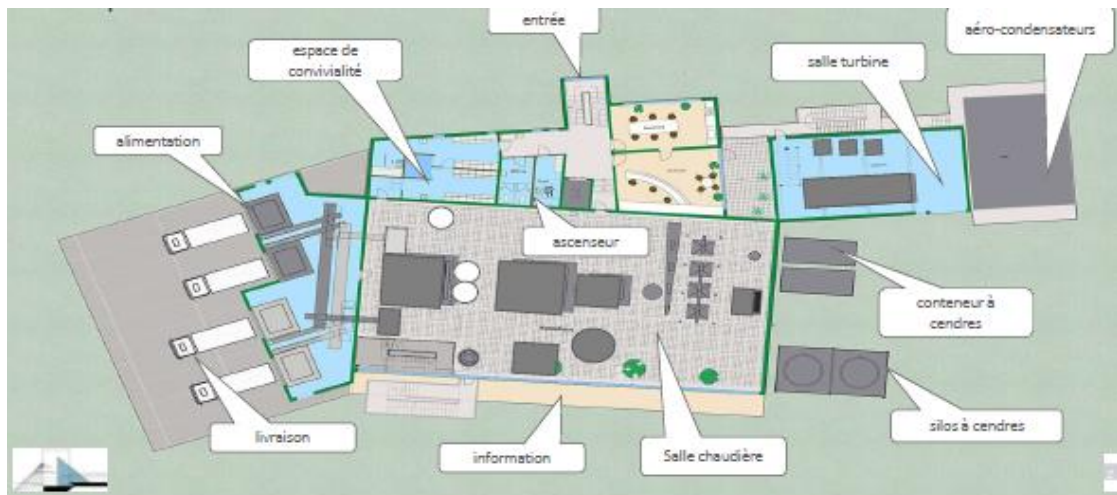 entrée
aéro-condensateurs
espace de
convivialité
salle turbine
alimentation
ascenseur
conteneur à
cendres
livraison
information
Salle chaudière
silos à cendres